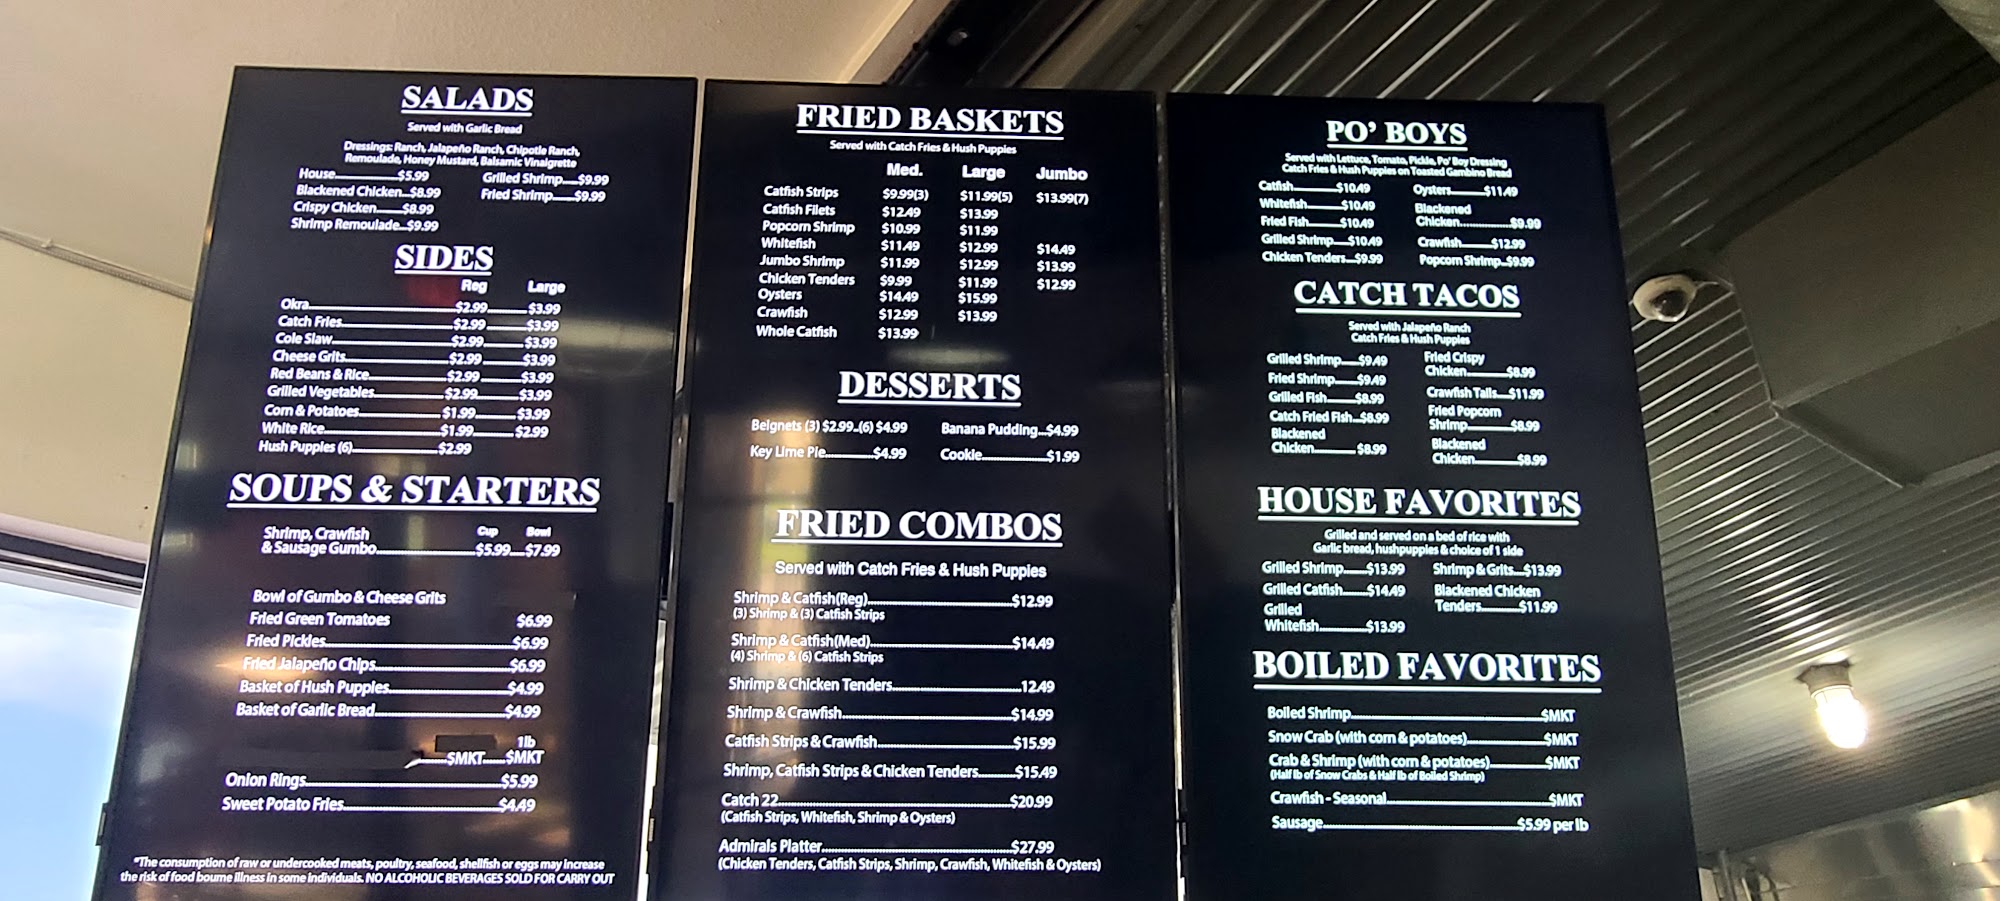 SALADS
Served with Garlic Bread
Dressings: Ranch, Jalapeño Ranch, Chipotle Ranch,
Remoulade, Honey Mustard, Balsamic Vinaigrette
House $5.99
Blackened Chicken $8.99
Crispy Chicken $8.99
Shrimp Remoulade $9.99
Grilled Shrimp $9.99
Fried Shrimp $9.99
SIDES
Reg Large
Okra $2.99 $3.99
Catch Fries $2.99 $3.99
Cole Slaw $2.99 $3.99
Cheese Grits $2.99 $3.99
Red Beans & Rice $2.99 $3.99
Grilled Vegetables $2.99 $3.99
Corn & Potatoes $1.99 $3.99
White Rice $1.99 $2.99
Hush Puppies (6) $2.99
SOUPS & STARTERS
Cup Bowl
Shrimp, Crawfish
& Sausage Gumbo $5.99 $7.99
Bowl of Gumbo & Cheese Grits
Fried Green Tomatoes $6.99
Fried Pickles $6.99
Fried Jalapeño Chips $6.99
Basket of Hush Puppies $4.99
Basket of Garlic Bread $4.99
1lb
$MKT $MKT
Onion Rings $5.99
Sweet Potato Fries $4.49
*The consumption of raw or undercooked meats, poultry, seafood, shellfish or eggs may increase
the risk of food bourne illness in some individuals. NO ALCOHOLIC BEVERAGES SOLD FOR CARRY OUT
FRIED BASKETS
Served with Catch Fries & Hush Puppies
Med. Large Jumbo
Catfish Strips $9.99(3) $11.99(5) $13.99(7)
Catfish Filets $12.49 $13.99
Popcorn Shrimp $10.99 $11.99
Whitefish $11.49 $12.99 $14.49
Jumbo Shrimp $11.99 $12.99 $13.99
Chicken Tenders $9.99 $11.99 $12.99
Oysters $14.49 $15.99
Crawfish $12.99 $13.99
Whole Catfish $13.99
DESSERTS
Beignets (3) $2.99..(6) $4.99
Key Lime Pie $4.99
Banana Pudding $4.99
Cookie $1.99
FRIED COMBOS
Served with Catch Fries & Hush Puppies
Shrimp & Catfish(Reg) $12.99
(3) Shrimp & (3) Catfish Strips
Shrimp & Catfish(Med) $14.49
(4) Shrimp & (6) Catfish Strips
Shrimp & Chicken Tenders 12.49
Shrimp & Crawfish $14.99
Catfish Strips & Crawfish $15.99
Shrimp, Catfish Strips & Chicken Tenders $15.49
Catch 22 $20.99
(Catfish Strips, Whitefish, Shrimp & Oysters)
Admirals Platter $27.99
(Chicken Tenders, Catfish Strips, Shrimp, Crawfish, Whitefish & Oysters)
PO' BOYS
Served with Lettuce, Tomato, Pickle, Po' Boy Dressing
Catch Fries & Hush Puppies on Toasted Gambino Bread
Catfish $10.49
Whitefish $10.49
Fried Fish $10.49
Grilled Shrimp $10.49
Chicken Tenders $9.99
Oysters $11.49
Blackened
Chicken $9.99
Crawfish $12.99
Popcorn Shrimp $9.99
CATCH TACOS
Served with Jalapeño Ranch
Catch Fries & Hush Puppies
Grilled Shrimp $9.49
Fried Shrimp $9.49
Grilled Fish $8.99
Catch Fried Fish $8.99
Blackened
Chicken $8.99
Fried Crispy
Chicken $8.99
Crawfish Tails $11.99
Fried Popcorn
Shrimp $8.99
Blackened
Chicken $8.99
HOUSE FAVORITES
Grilled and served on a bed of rice with
Garlic bread, hushpuppies & choice of 1 side
Grilled Shrimp $13.99
Grilled Catfish $14.49
Grilled
Whitefish $13.99
Shrimp & Grits $13.99
Blackened Chicken
Tenders $11.99
BOILED FAVORITES
Boiled Shrimp $MKT
Snow Crab (with corn & potatoes) $MKT
Crab & Shrimp (with corn & potatoes) $MKT
(Half lb of Snow Crabs & Half lb of Boiled Shrimp)
Crawfish - Seasonal $MKT
Sausage $5.99 per lb